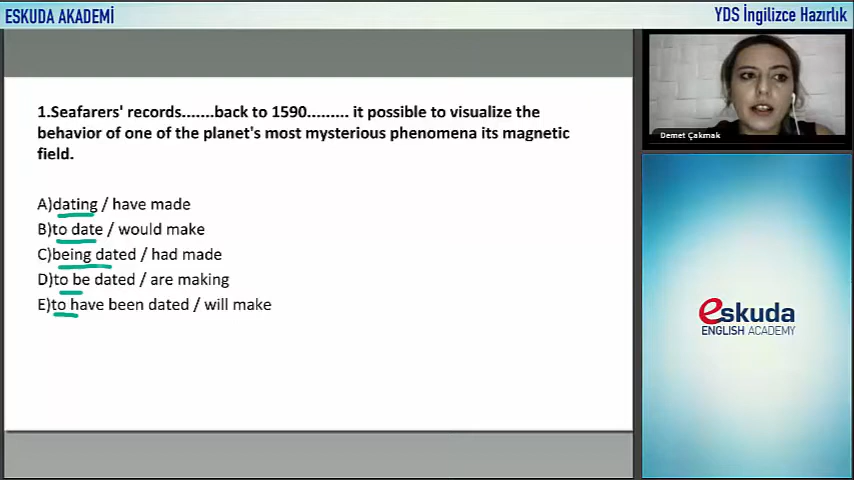 ESKUDA AKADEMİ
YDS İngilizce Hazırlık
1.Seafarers' records.......back to 1590......... it possible to visualize the
behavior of one of the planet's most mysterious phenomena its magnetic
field.
A)dating / have made
B)to date / would make
C)being dated / had made
D)to be dated / are making
E)to have been dated / will make
Demet Çakmak
eskuda
ENGLISH ACADEMY